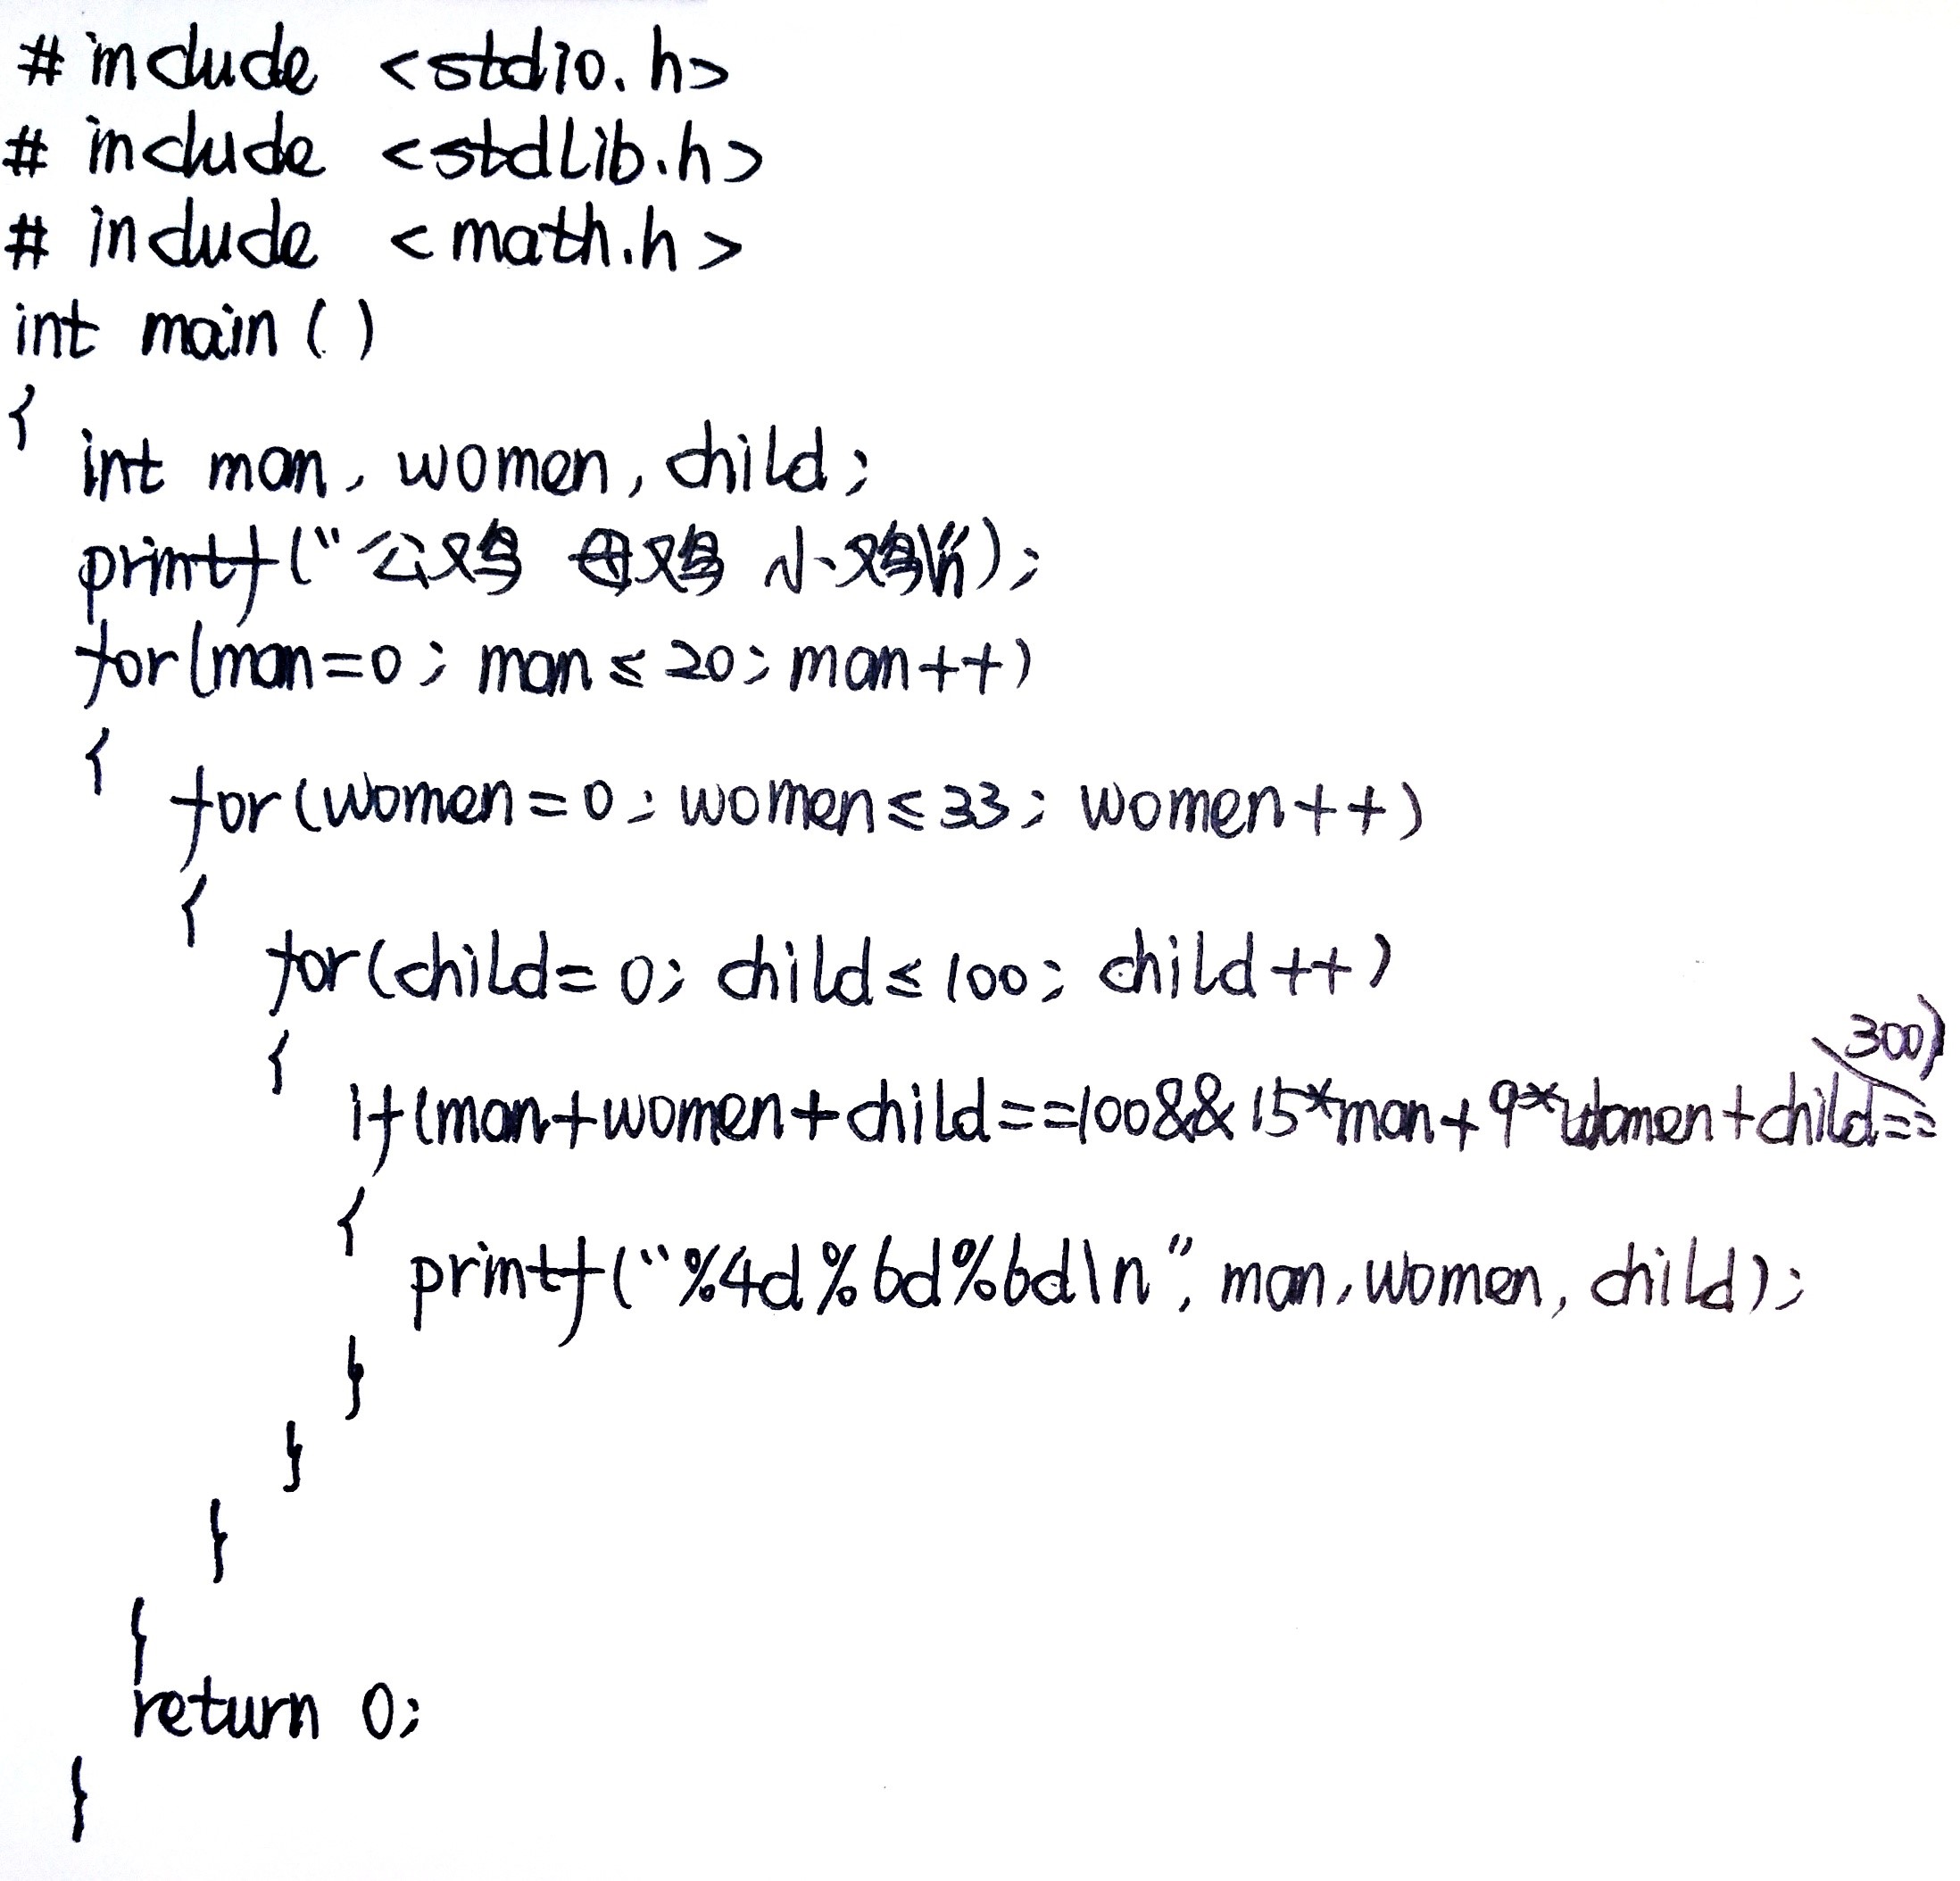 # include <stdio.h>
# include <stdlib.h>
# include <math.h>
int main ()
{
int man, women, child;
printf("公鸡 母鸡 小鸡\n");
for(man=0; man≤20; man++)
{
for(women=0; women≤33; women++)
{
for(child=0; child≤100; child++)
{
if(man+women+child==100&&15*man+9*women+child==300)
{
printf("%4d%6d%6d\n", man, women, child);
}
}
}
}
return 0;
}